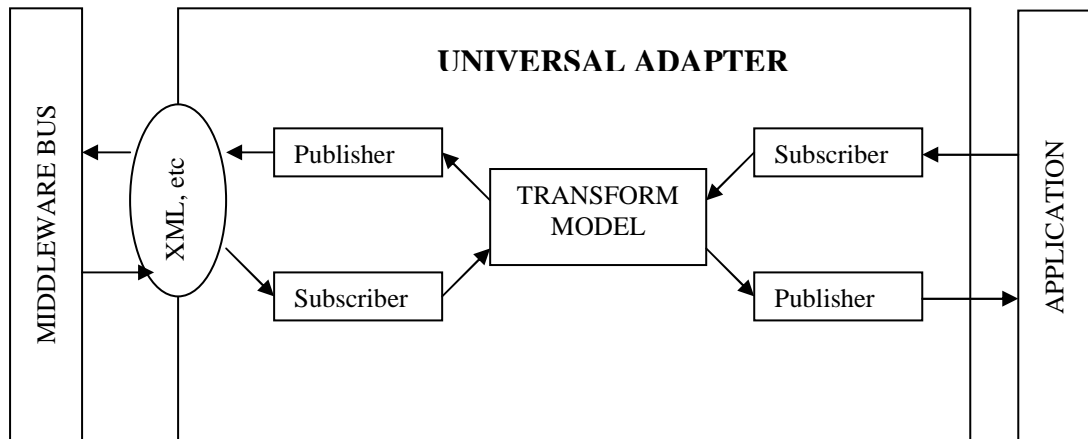 UNIVERSAL ADAPTER
MIDDLEWARE BUS
XML, etc
Publisher
Subscriber
TRANSFORM
MODEL
Subscriber
Publisher
APPLICATION